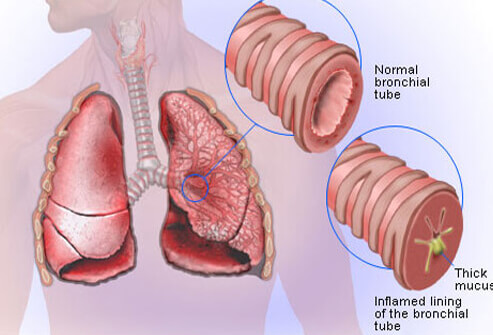 Normal
bronchial
tube
Thick
mucus
Inflamed lining
of the bronchial
tube